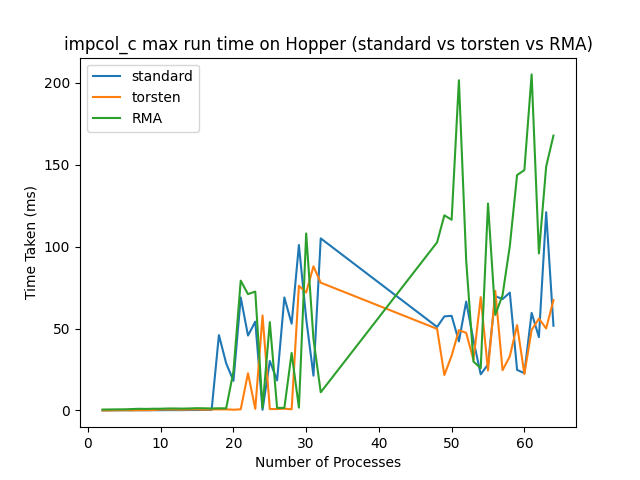 impcol_c max run time on Hopper (standard vs torsten vs RMA)
standard
torsten
RMA
200
150
100
50
0
Time Taken (ms)
0 10 20 30 40 50 60
Number of Processes